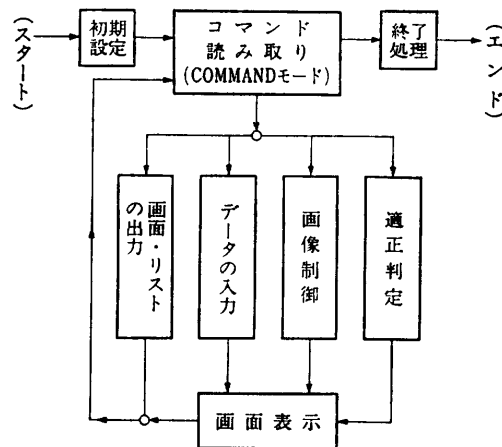 (スタート)
初期
設定
コマンド
読み取り
(COMMANDモード)
終了
処理
(エンド)
画面・リスト
の出力
データの入力
画像制御
適正判定
画面表示